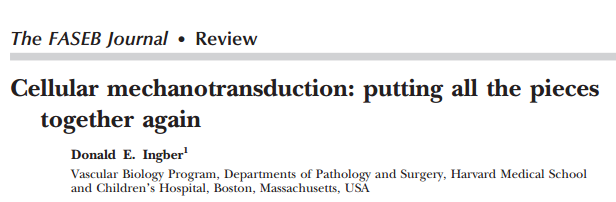 The FASEB Journal • Review
Cellular mechanotransduction: putting all the pieces
together again
Donald E. Ingber1
Vascular Biology Program, Departments of Pathology and Surgery, Harvard Medical School
and Children's Hospital, Boston, Massachusetts, USA